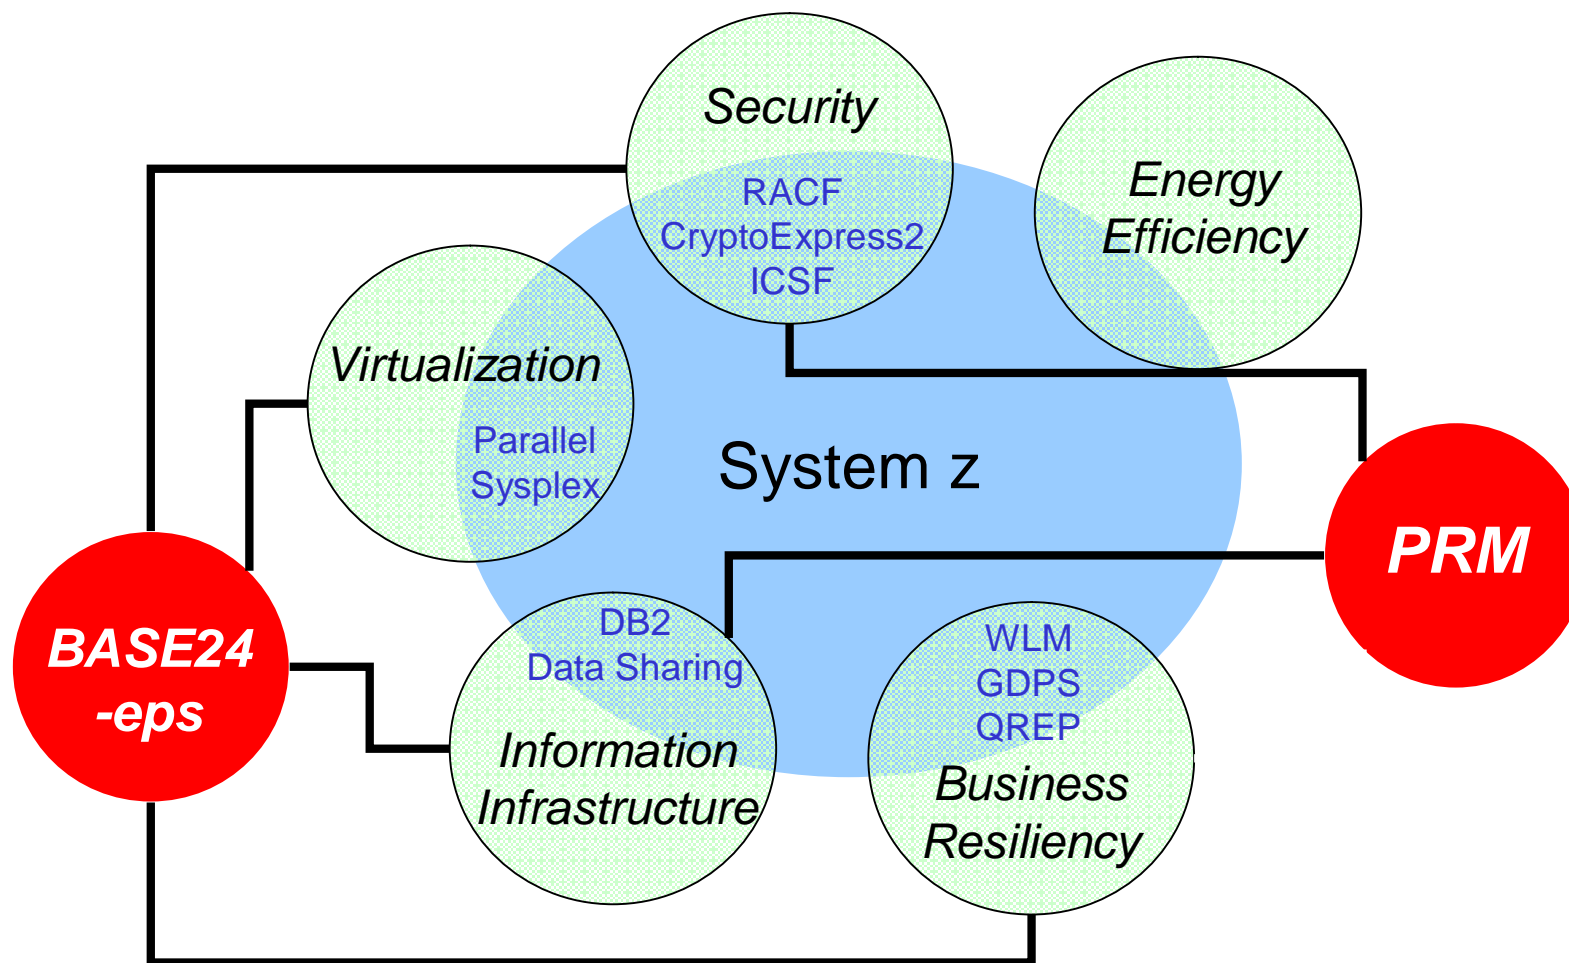 Security
RACF
CryptoExpress2
ICSF
Energy
Efficiency
Virtualization
Parallel
Sysplex
System z
PRM
BASE24
-eps
DB2
Data Sharing
Information
Infrastructure
WLM
GDPS
QREP
Business
Resiliency